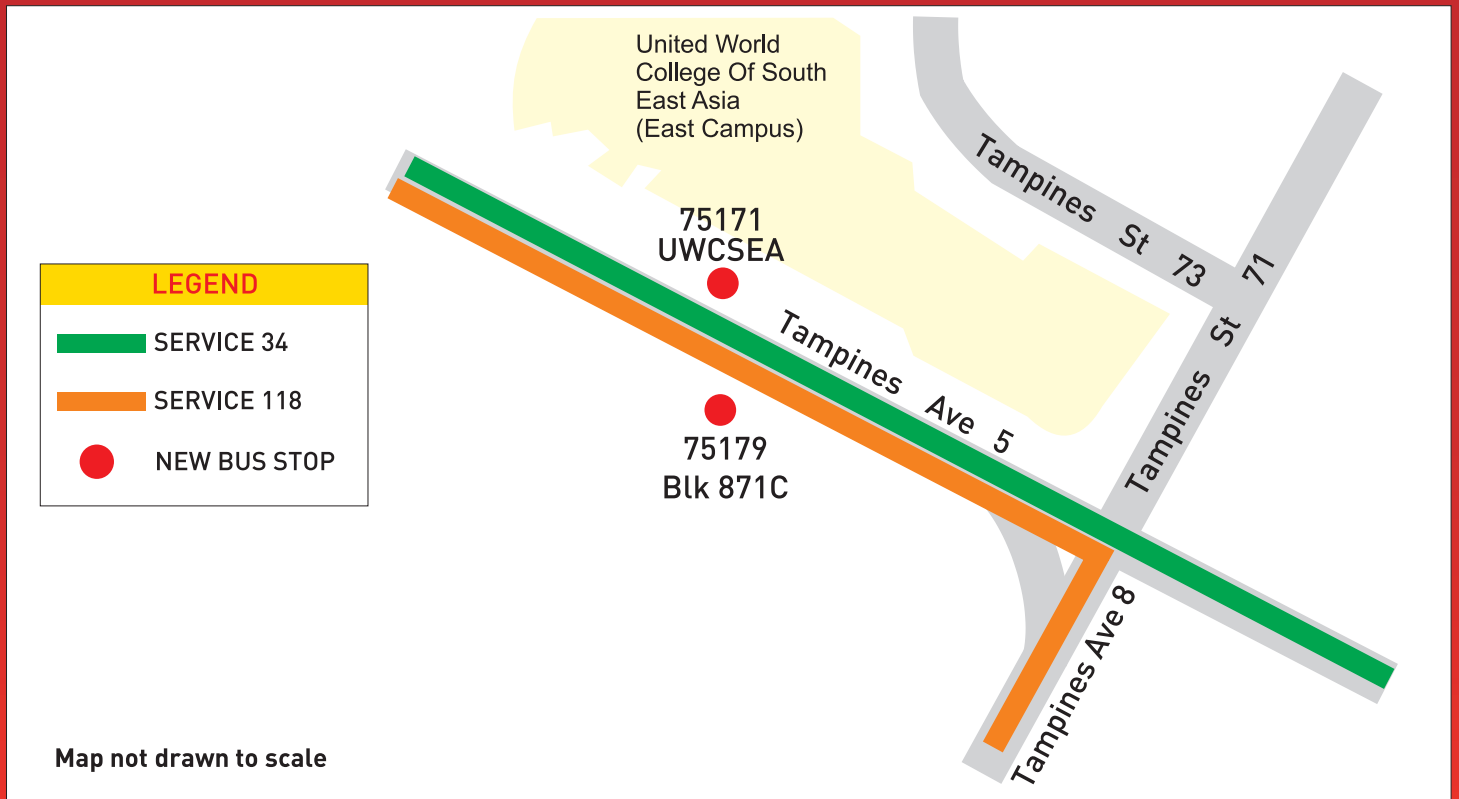 United World
College Of South
East Asia
(East Campus)
Tampines St 73
Tampines St 71
75171
UWCSEA
LEGEND
SERVICE 34
SERVICE 118
NEW BUS STOP
Tampines Ave 5
75179
Blk 871C
Tampines Ave 8
Map not drawn to scale